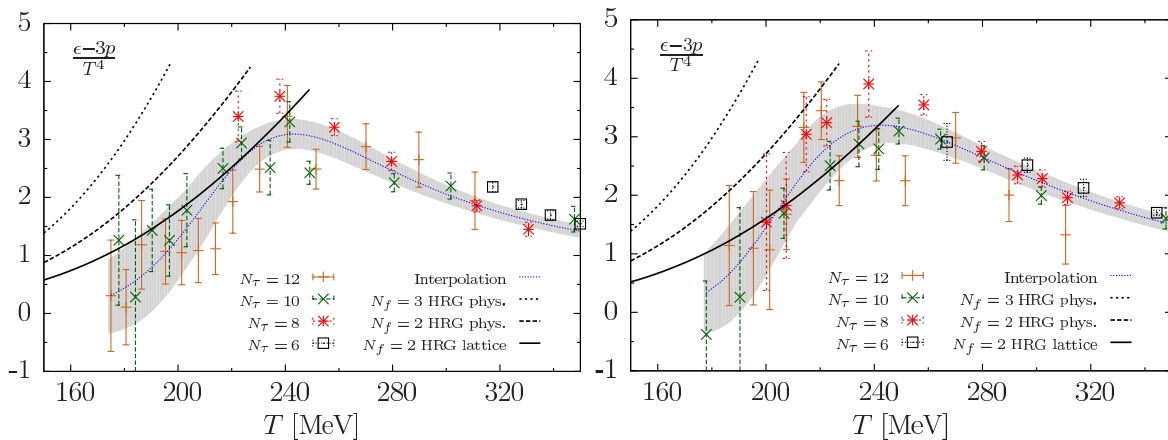 5
4
3
2
1
0
-1
ϵ−3p
T⁴
N_τ = 12
N_τ = 10
N_τ = 8
N_τ = 6
Interpolation
N_f = 3 HRG phys.
N_f = 2 HRG phys.
N_f = 2 HRG lattice
160 200 240 280 320
T [MeV]
5
4
3
2
1
0
-1
ϵ−3p
T⁴
N_τ = 12
N_τ = 10
N_τ = 8
N_τ = 6
Interpolation
N_f = 3 HRG phys.
N_f = 2 HRG phys.
N_f = 2 HRG lattice
160 200 240 280 320
T [MeV]